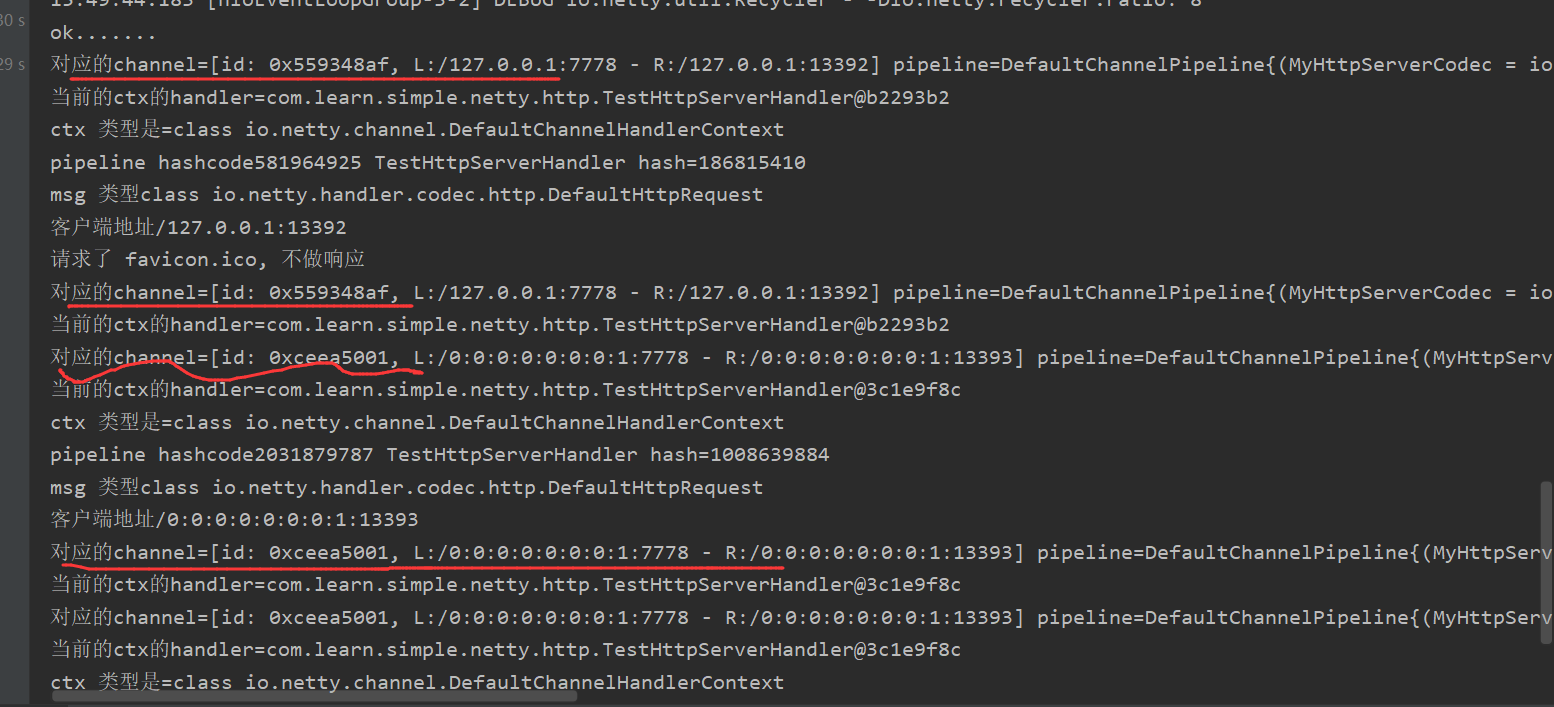 15:49:44.185 [nioEventLoopGroup-3-2] DEBUG io.netty.util.Recycler - -Dio.netty.recycler.ratio: 8
30 s
ok.......
29 s
对应的channel=[id: 0x559348af, L:/127.0.0.1:7778 - R:/127.0.0.1:13392] pipeline=DefaultChannelPipeline{(MyHttpServerCodec = io
当前的ctx的handler=com.learn.simple.netty.http.TestHttpServerHandler@b2293b2
ctx 类型是=class io.netty.channel.DefaultChannelHandlerContext
pipeline hashcode581964925 TestHttpServerHandler hash=186815410
msg 类型class io.netty.handler.codec.http.DefaultHttpRequest
客户端地址/127.0.0.1:13392
请求了 favicon.ico, 不做响应
对应的channel=[id: 0x559348af, L:/127.0.0.1:7778 - R:/127.0.0.1:13392] pipeline=DefaultChannelPipeline{(MyHttpServerCodec = io
当前的ctx的handler=com.learn.simple.netty.http.TestHttpServerHandler@b2293b2
对应的channel=[id: 0xceea5001, L:/0:0:0:0:0:0:0:1:7778 - R:/0:0:0:0:0:0:0:1:13393] pipeline=DefaultChannelPipeline{(MyHttpServ
当前的ctx的handler=com.learn.simple.netty.http.TestHttpServerHandler@3c1e9f8c
ctx 类型是=class io.netty.channel.DefaultChannelHandlerContext
pipeline hashcode2031879787 TestHttpServerHandler hash=1008639884
msg 类型class io.netty.handler.codec.http.DefaultHttpRequest
客户端地址/0:0:0:0:0:0:0:1:13393
对应的channel=[id: 0xceea5001, L:/0:0:0:0:0:0:0:1:7778 - R:/0:0:0:0:0:0:0:1:13393] pipeline=DefaultChannelPipeline{(MyHttpServ
当前的ctx的handler=com.learn.simple.netty.http.TestHttpServerHandler@3c1e9f8c
对应的channel=[id: 0xceea5001, L:/0:0:0:0:0:0:0:1:7778 - R:/0:0:0:0:0:0:0:1:13393] pipeline=DefaultChannelPipeline{(MyHttpServ
当前的ctx的handler=com.learn.simple.netty.http.TestHttpServerHandler@3c1e9f8c
ctx 类型是=class io.netty.channel.DefaultChannelHandlerContext